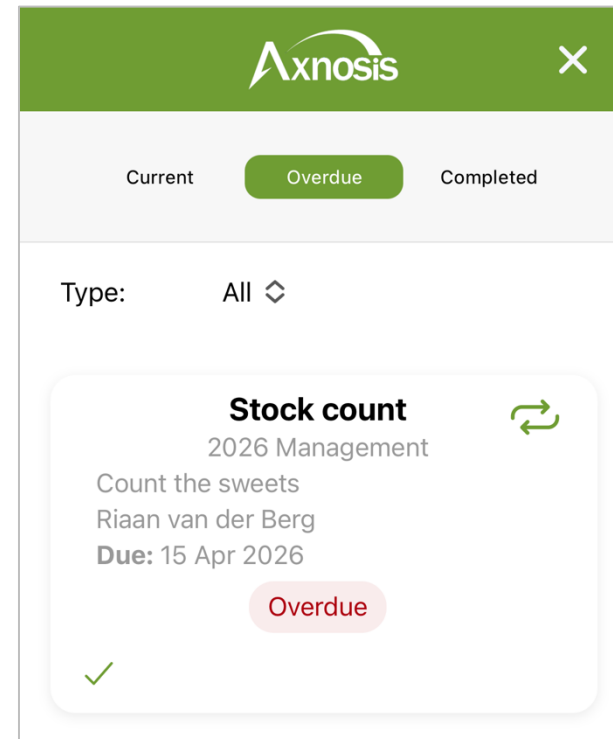 Axnosis
Current Overdue Completed
Type: All
Stock count
2026 Management
Count the sweets
Riaan van der Berg
Due: 15 Apr 2026
Overdue